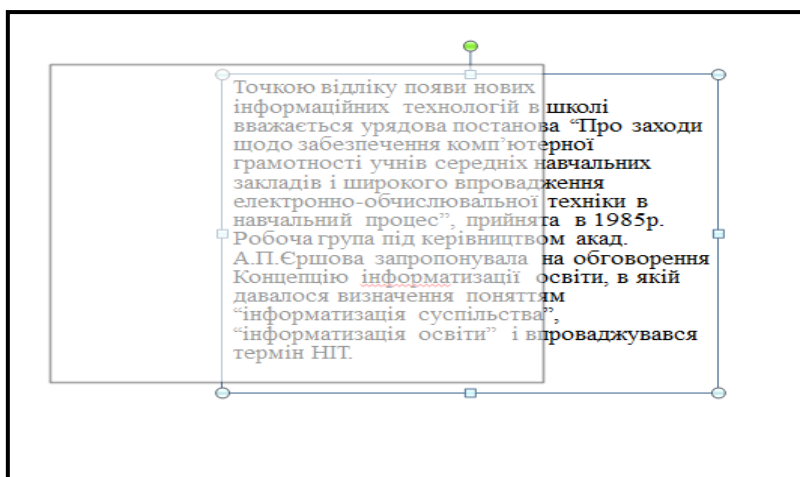 Точкою відліку появи нових
інформаційних технологій в школі
вважається урядова постанова “Про заходи
щодо забезпечення комп’ютерної
грамотності учнів середніх навчальних
закладів і широкого впровадження
електронно-обчислювальної техніки в
навчальний процес”, прийнята в 1985р.
Робоча група під керівництвом акад.
А.П.Єршова запропонувала на обговорення
Концепцію інформатизації освіти, в якій
давалося визначення поняттям
“інформатизація суспільства”,
“інформатизація освіти” і впроваджувався
термін НІТ.